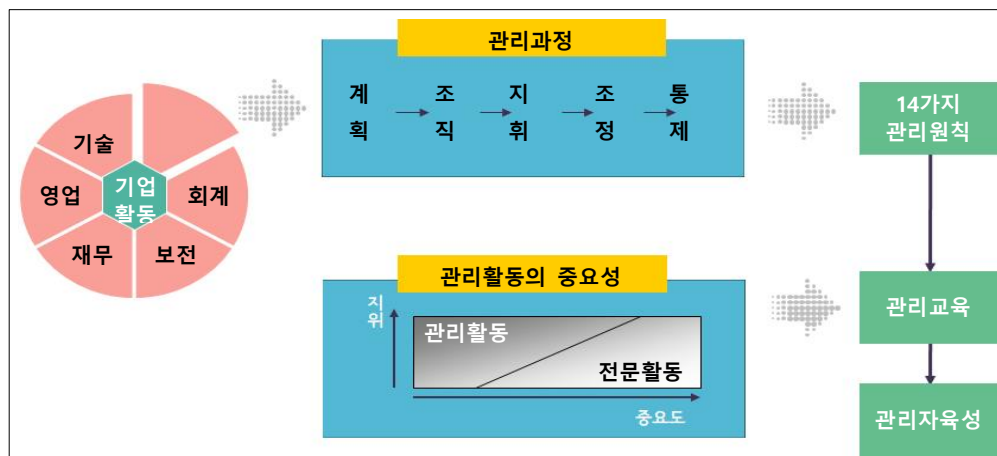 기술
영업
기업
활동
회계
재무
보전
관리과정
계획
조직
지휘
조정
통제
14가지
관리원칙
관리활동의 중요성
지위
관리활동
전문활동
중요도
관리교육
관리자육성